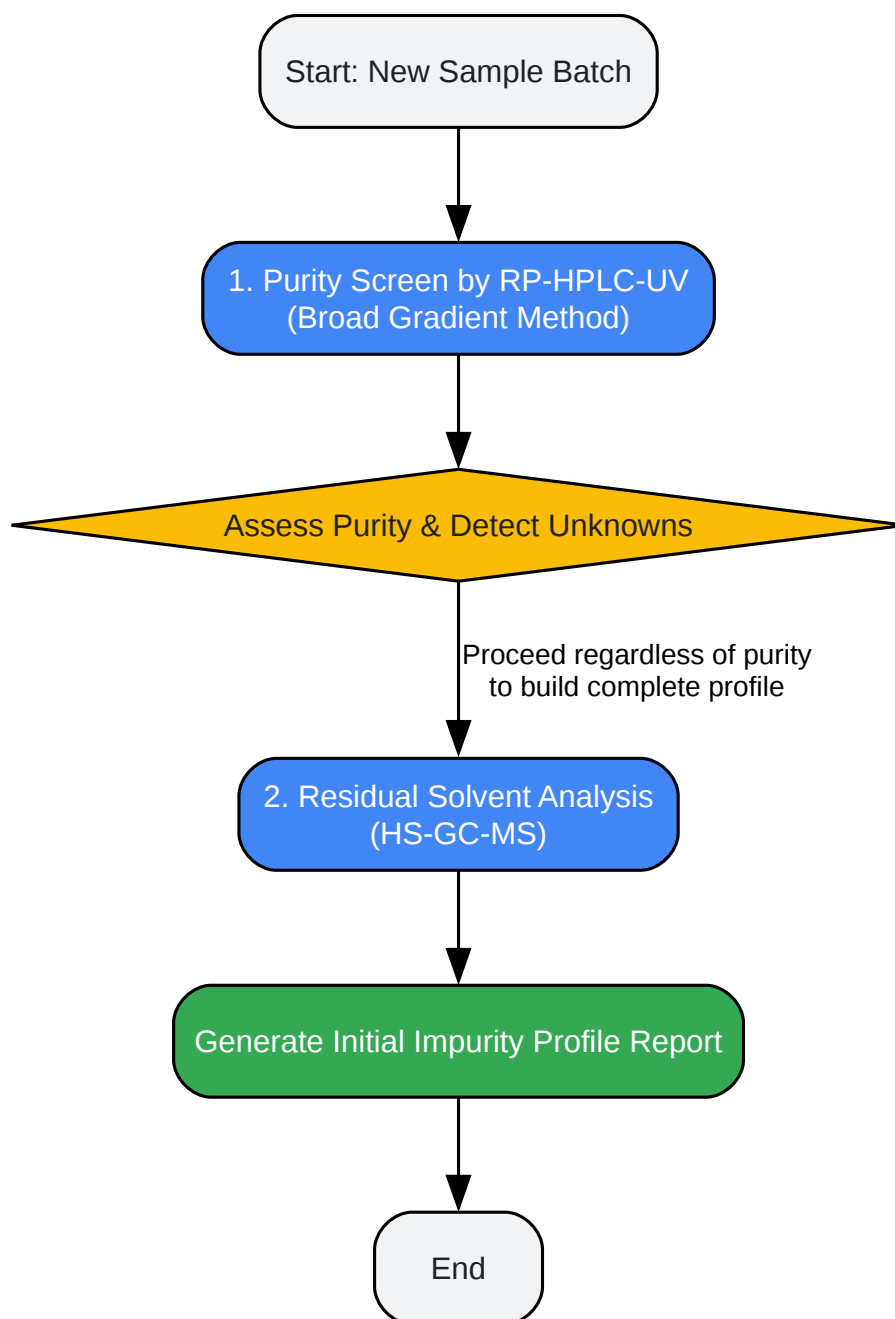 Start: New Sample Batch
1. Purity Screen by RP-HPLC-UV
(Broad Gradient Method)
Assess Purity & Detect Unknowns
Proceed regardless of purity
to build complete profile
2. Residual Solvent Analysis
(HS-GC-MS)
Generate Initial Impurity Profile Report
End